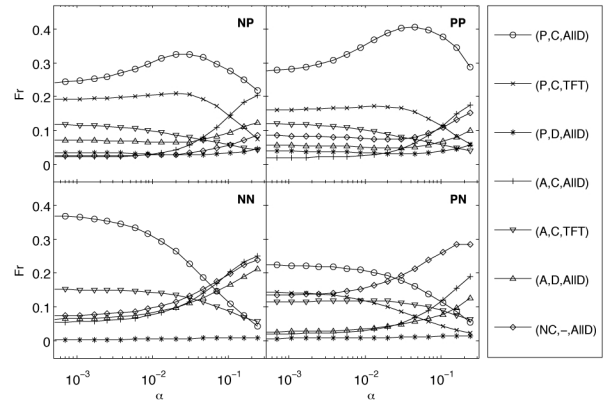 NP
PP
0.4
0.3
0.2
0.1
0
Fr
NN
PN
0.4
0.3
0.2
0.1
0
Fr
10⁻³ 10⁻² 10⁻¹
10⁻³ 10⁻² 10⁻¹
α
α
(P,C,AllD)
(P,C,TFT)
(P,D,AllD)
(A,C,AllD)
(A,C,TFT)
(A,D,AllD)
(NC,−,AllD)